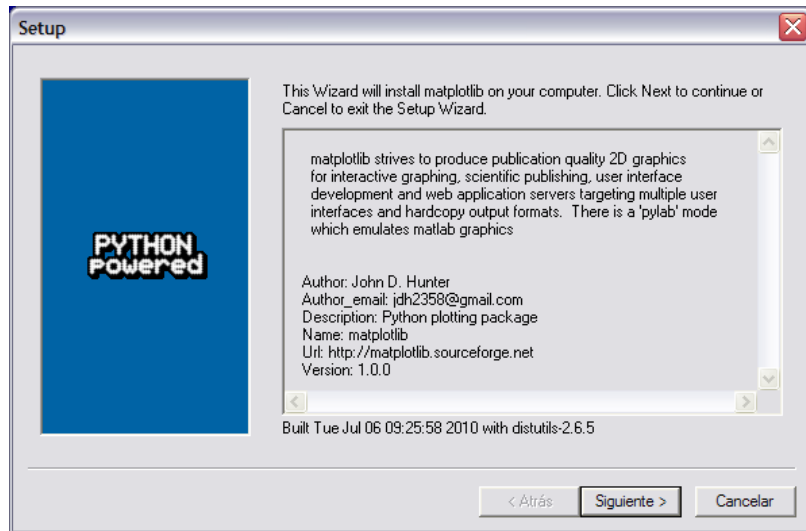 Setup
This Wizard will install matplotlib on your computer. Click Next to continue or
Cancel to exit the Setup Wizard.
matplotlib strives to produce publication quality 2D graphics
for interactive graphing, scientific publishing, user interface
development and web application servers targeting multiple user
interfaces and hardcopy output formats.  There is a 'pylab' mode
which emulates matlab graphics
PYTHON
Powered
Author: John D. Hunter
Author_email: jdh2358@gmail.com
Description: Python plotting package
Name: matplotlib
Url: http://matplotlib.sourceforge.net
Version: 1.0.0
Built Tue Jul 06 09:25:58 2010 with distutils-2.6.5
< Atrás
Siguiente >
Cancelar